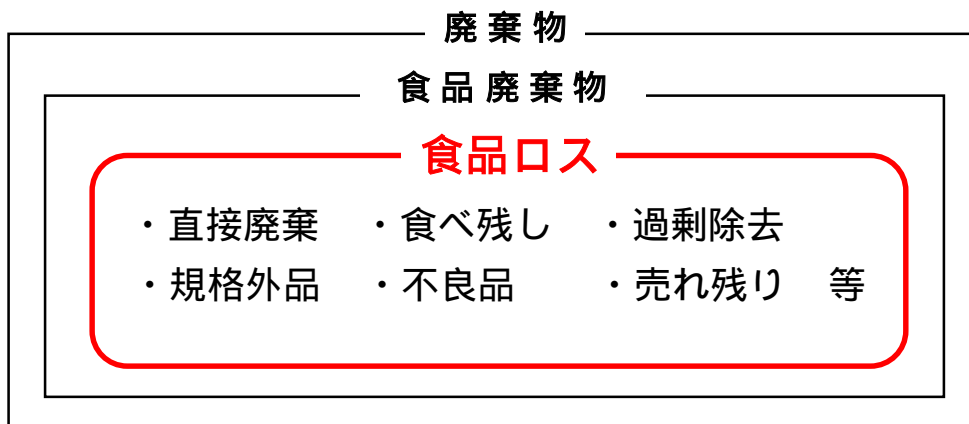 廃棄物
食品廃棄物
食品ロス
・直接廃棄 ・食べ残し ・過剰除去
・規格外品 ・不良品 ・売れ残り 等